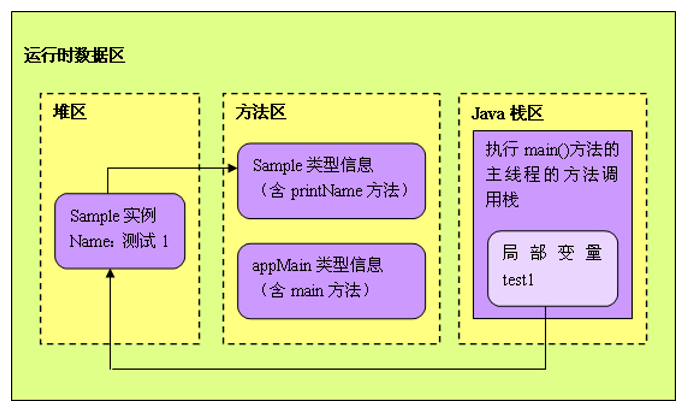 运行时数据区
堆区
Sample 实例
Name：测试 1
方法区
Sample 类型信息
（含 printName 方法）
appMain 类型信息
（含 main 方法）
Java 栈区
执行 main()方法的
主线程的方法调
用栈
局部变量
test1